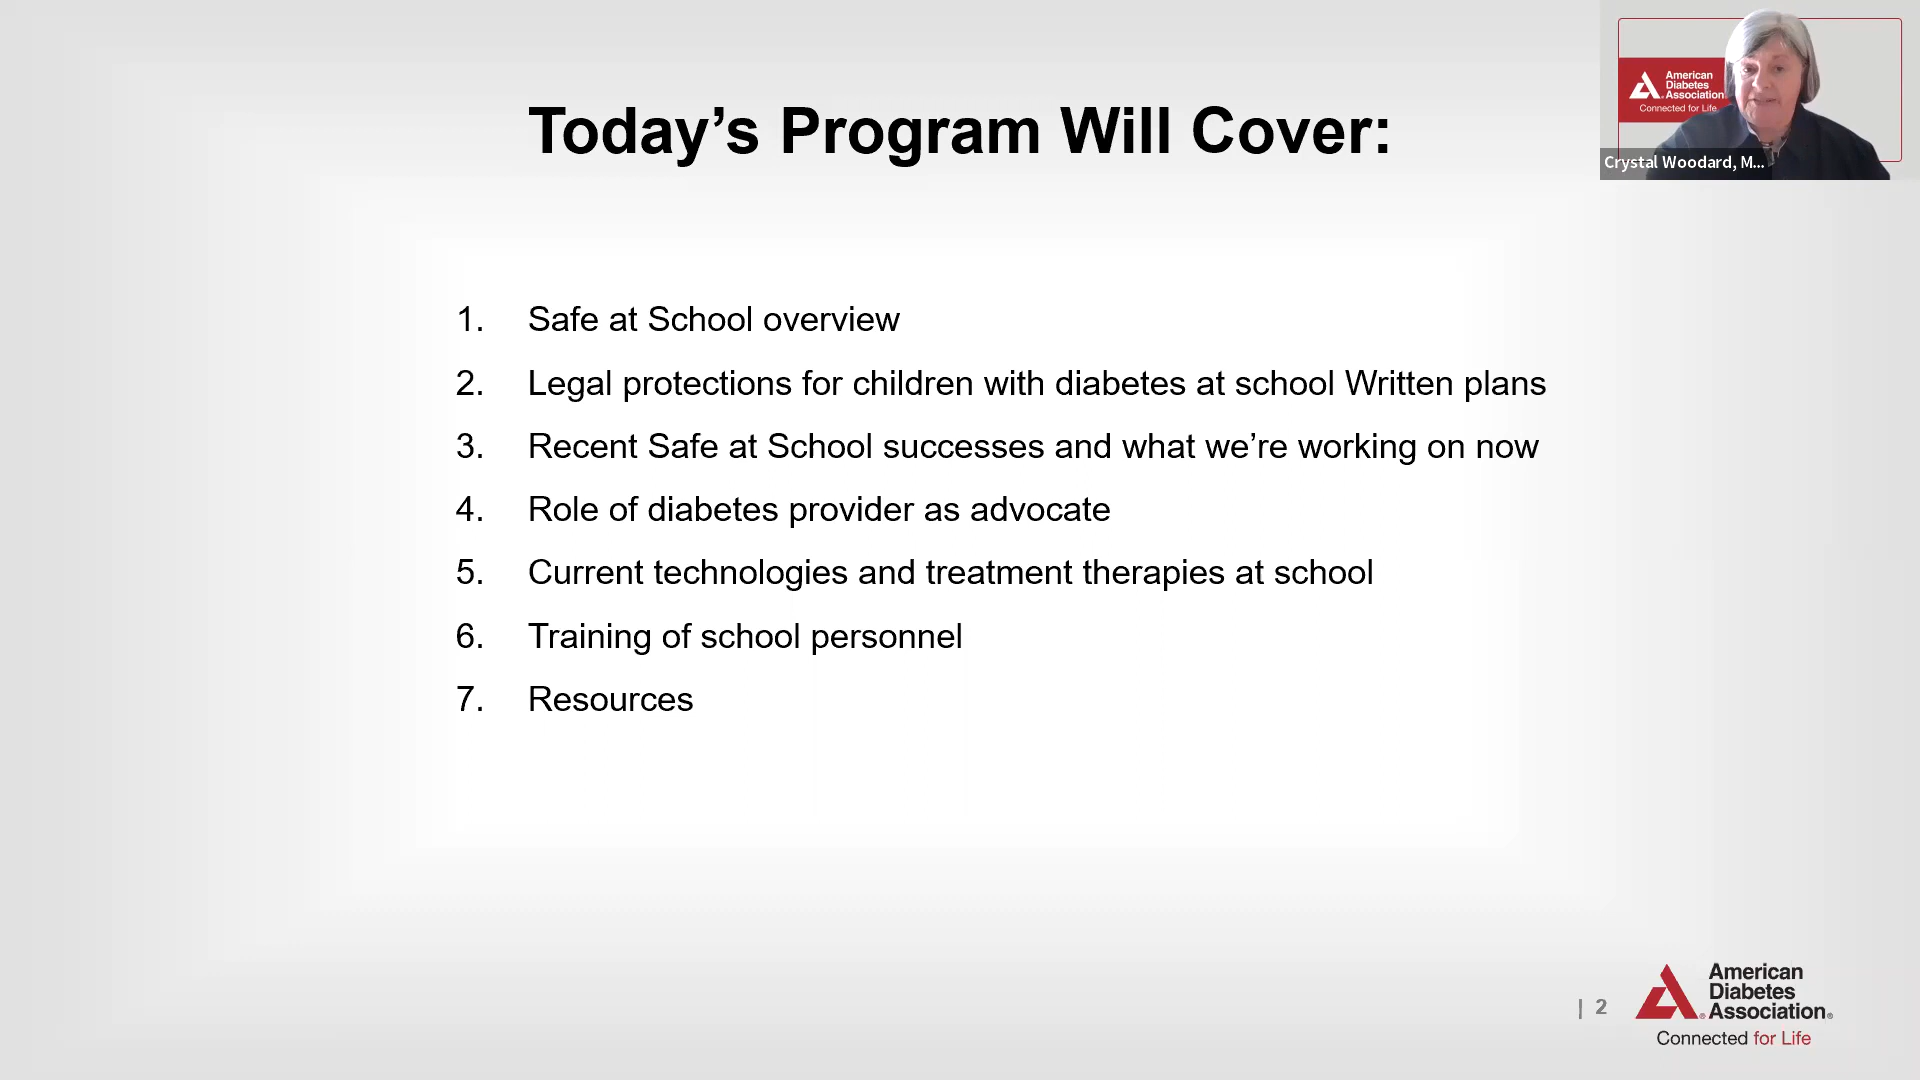 Today’s Program Will Cover:
American
Diabetes
Association
Connected for Life
Crystal Woodard, M...
1. Safe at School overview
2. Legal protections for children with diabetes at school Written plans
3. Recent Safe at School successes and what we’re working on now
4. Role of diabetes provider as advocate
5. Current technologies and treatment therapies at school
6. Training of school personnel
7. Resources
| 2
American
Diabetes
Association®
Connected for Life